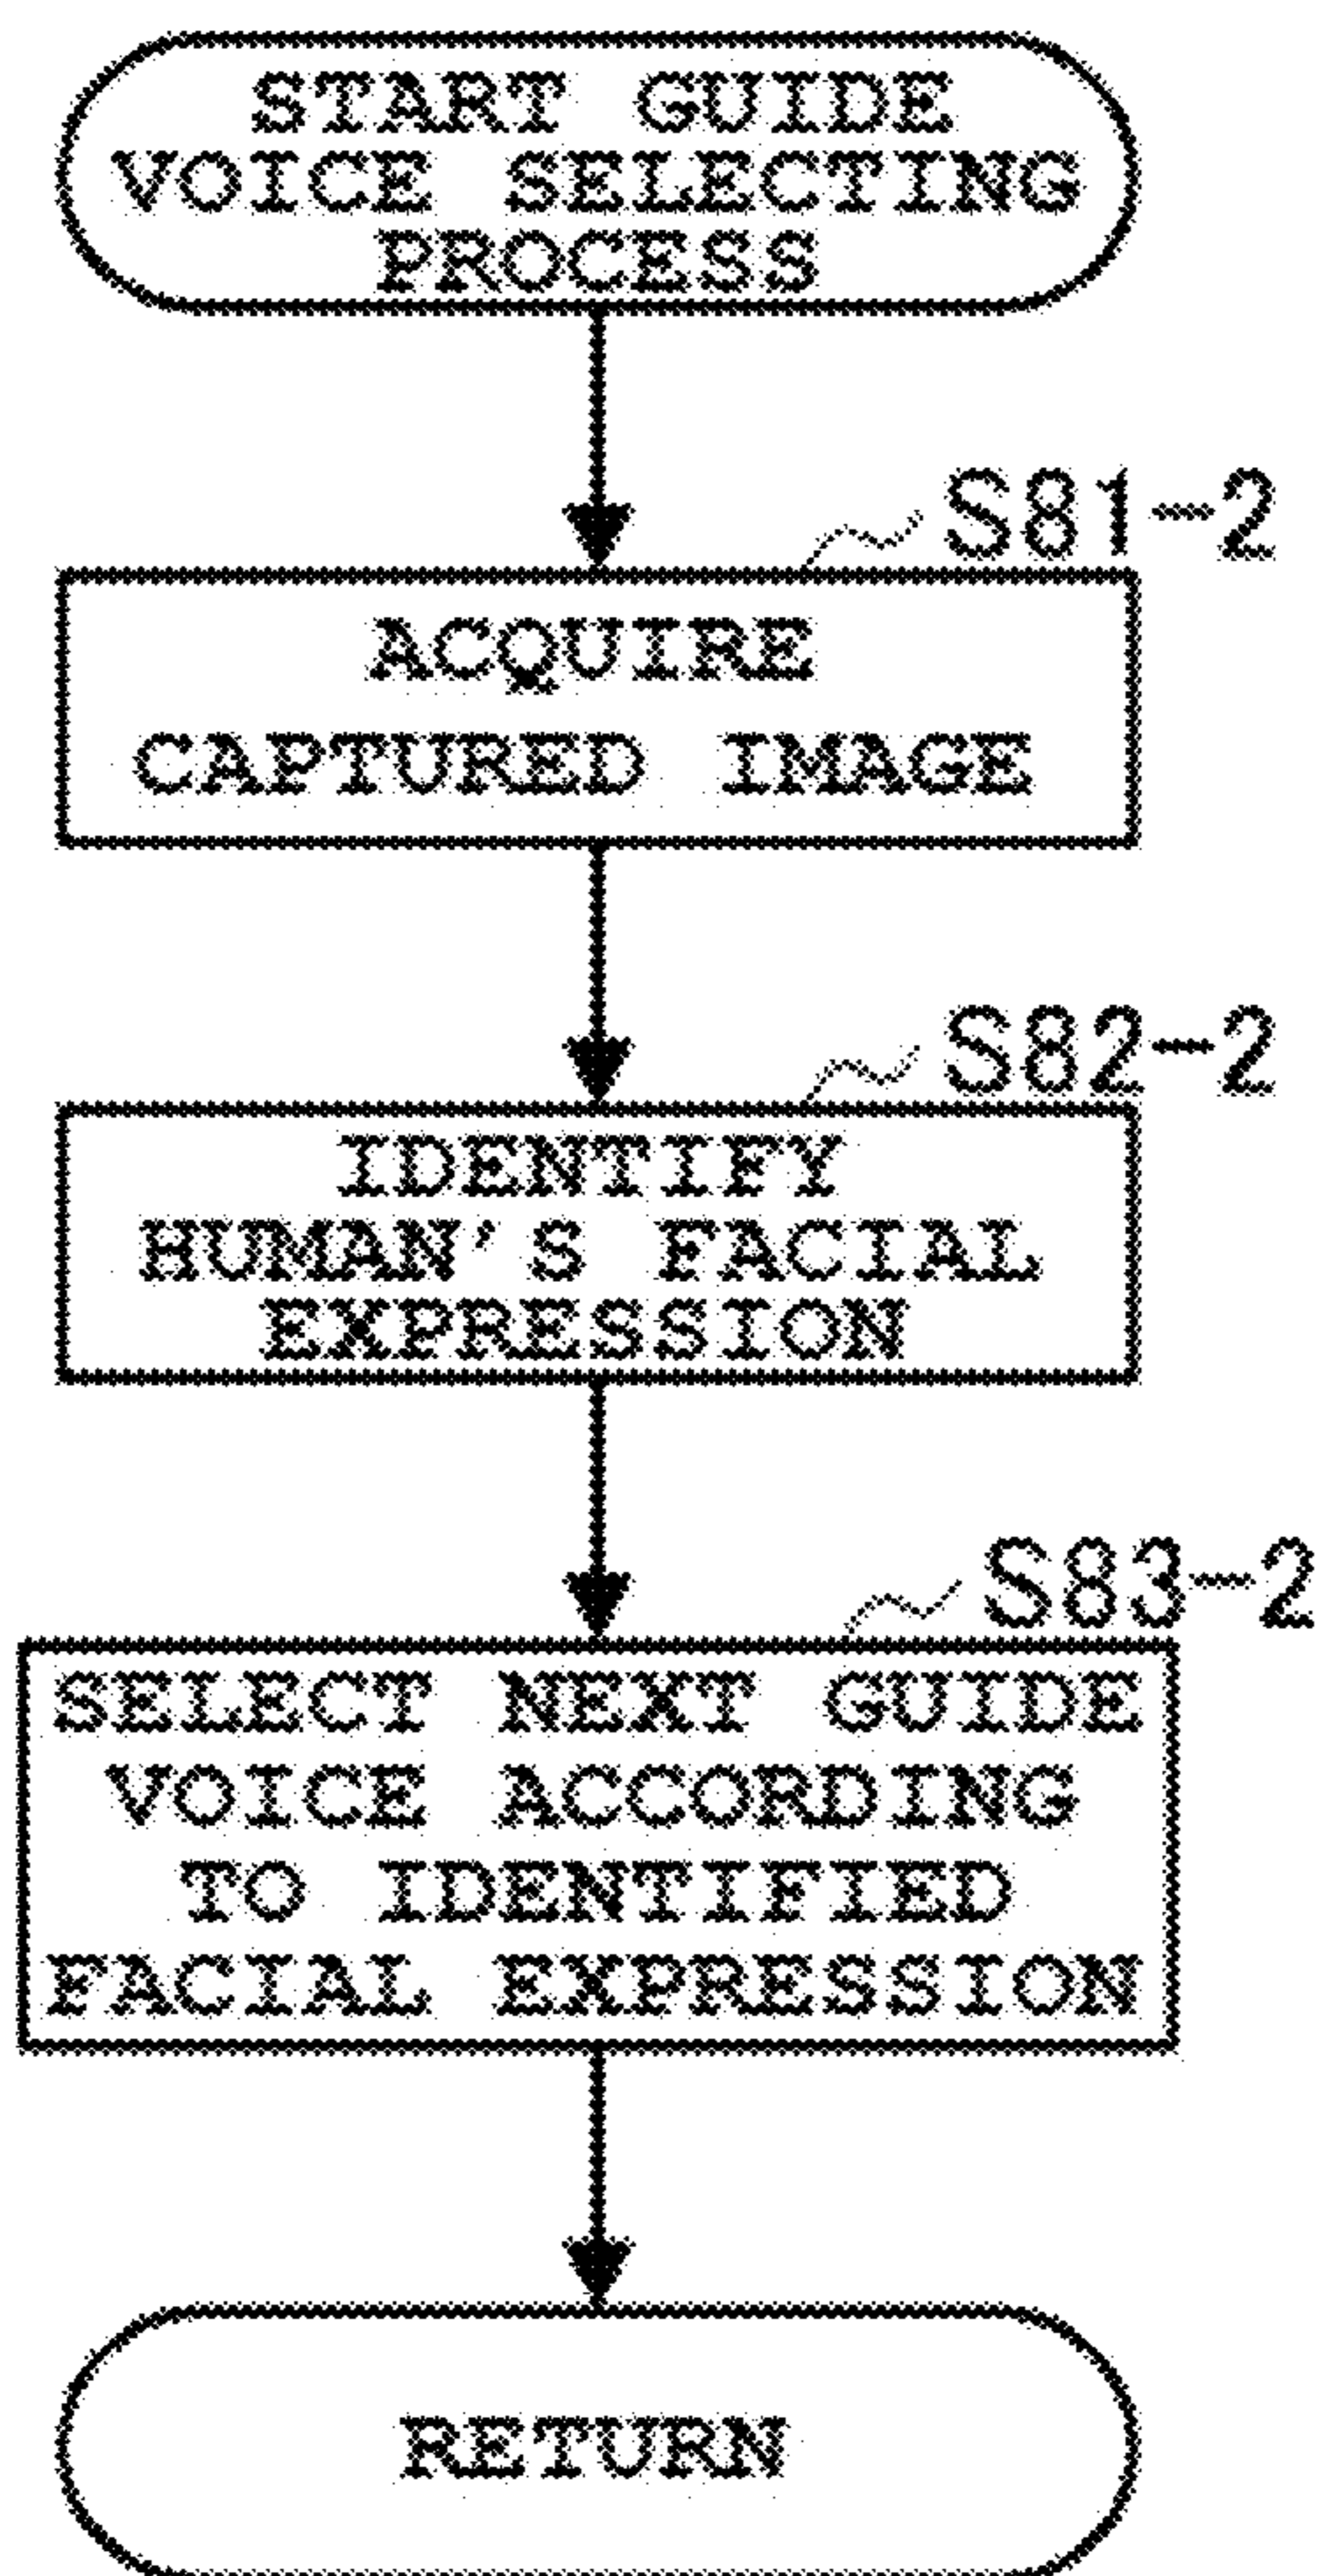 START GUIDE
VOICE SELECTING
PROCESS
S81-2
ACQUIRE
CAPTURED IMAGE
S82-2
IDENTIFY
HUMAN'S FACIAL
EXPRESSION
S83-2
SELECT NEXT GUIDE
VOICE ACCORDING
TO IDENTIFIED
FACIAL EXPRESSION
RETURN